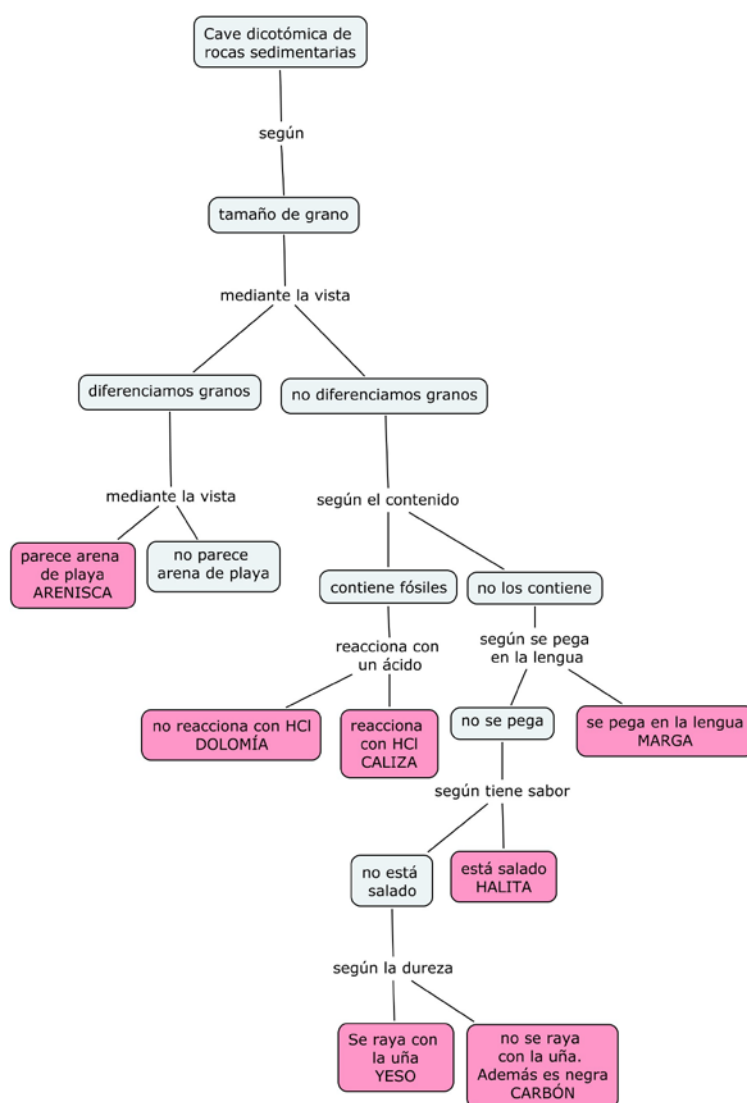 Cave dicotómica de
rocas sedimentarias
según
tamaño de grano
mediante la vista
diferenciamos granos
no diferenciamos granos
mediante la vista
según el contenido
parece arena
de playa
ARENISCA
no parece
arena de playa
contiene fósiles
no los contiene
reacciona con
un ácido
según se pega
en la lengua
no reacciona con HCl
DOLOMÍA
reacciona
con HCl
CALIZA
no se pega
se pega en la lengua
MARGA
según tiene sabor
no está
salado
está salado
HALITA
según la dureza
Se raya con
la uña
YESO
no se raya
con la uña.
Además es negra
CARBÓN